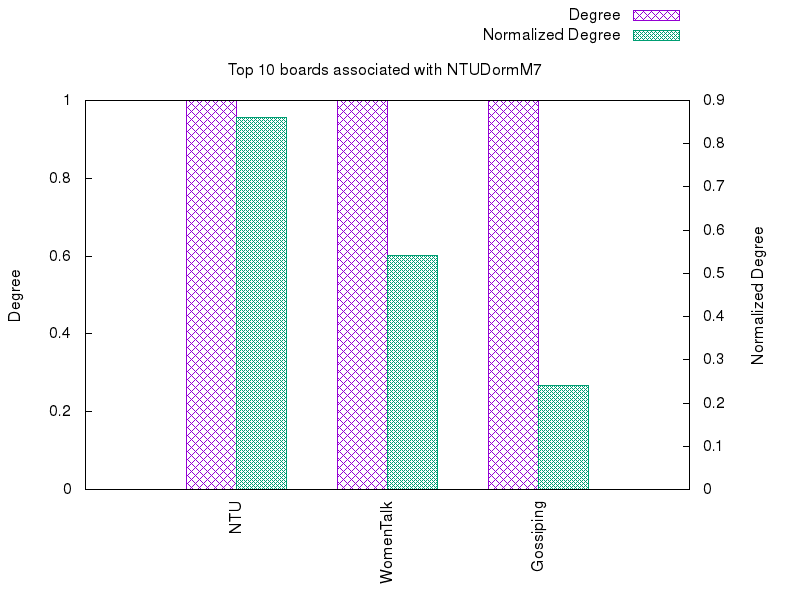 Degree
Normalized Degree
Top 10 boards associated with NTUDormM7
1
0.8
0.6
0.4
0.2
0
0.9
0.8
0.7
0.6
0.5
0.4
0.3
0.2
0.1
0
Degree
Normalized Degree
NTU
WomenTalk
Gossiping